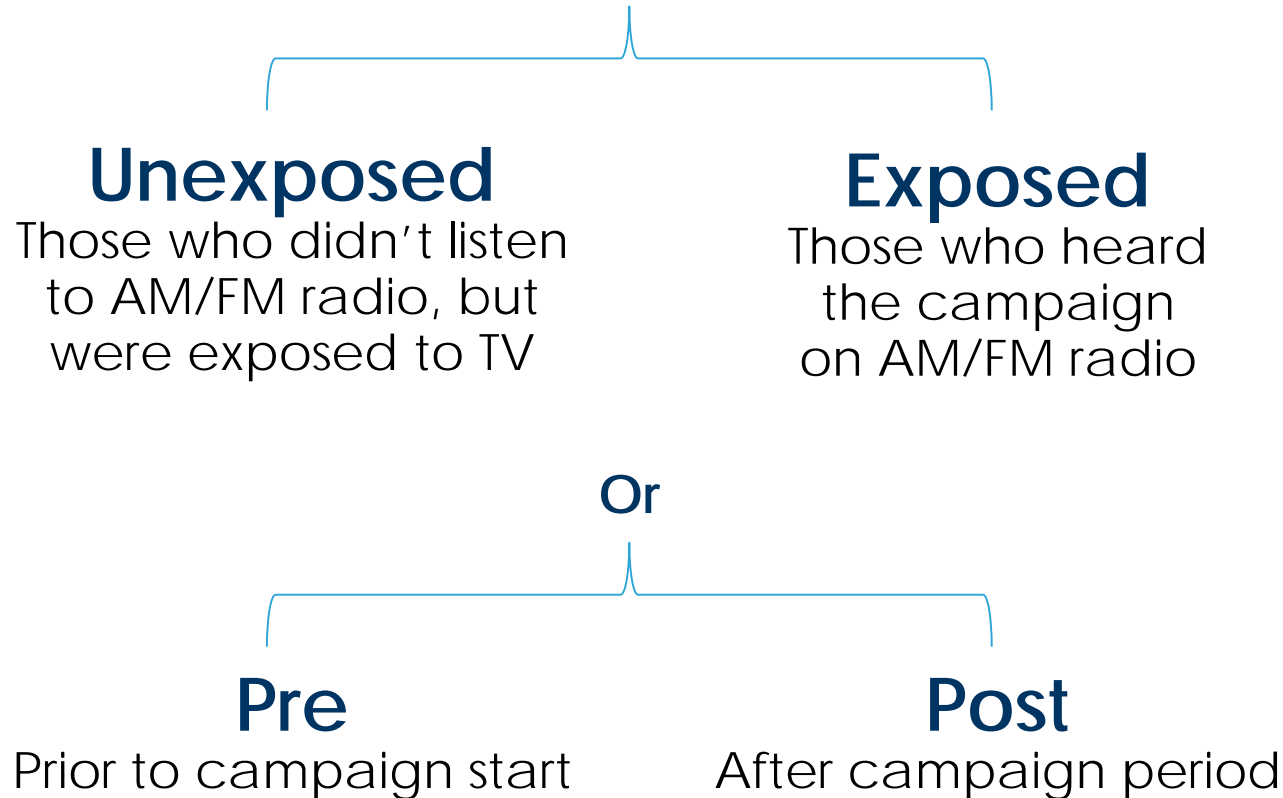 Unexposed
Those who didn't listen
to AM/FM radio, but
were exposed to TV
Exposed
Those who heard
the campaign
on AM/FM radio
Or
Pre
Prior to campaign start
Post
After campaign period